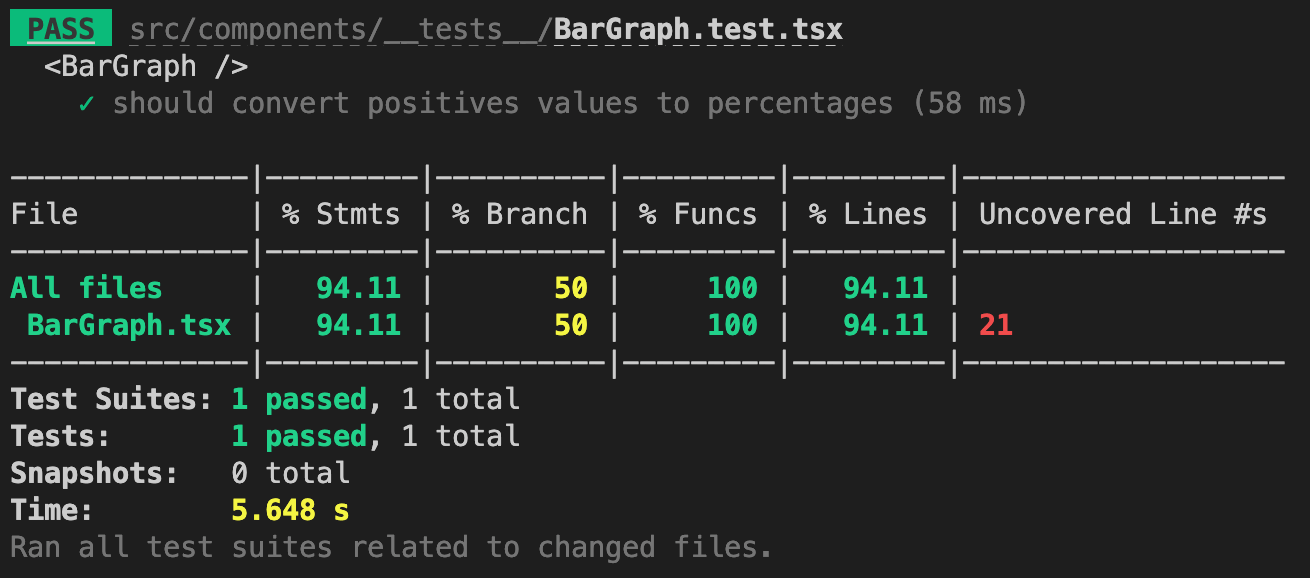 PASS src/components/__tests__/BarGraph.test.tsx
<BarGraph />
✓ should convert positives values to percentages (58 ms)
--------------|---------|----------|---------|---------|-------------------
File | % Stmts | % Branch | % Funcs | % Lines | Uncovered Line #s
--------------|---------|----------|---------|---------|-------------------
All files | 94.11 | 50 | 100 | 94.11 |
BarGraph.tsx | 94.11 | 50 | 100 | 94.11 | 21
--------------|---------|----------|---------|---------|-------------------
Test Suites: 1 passed, 1 total
Tests: 1 passed, 1 total
Snapshots: 0 total
Time: 5.648 s
Ran all test suites related to changed files.